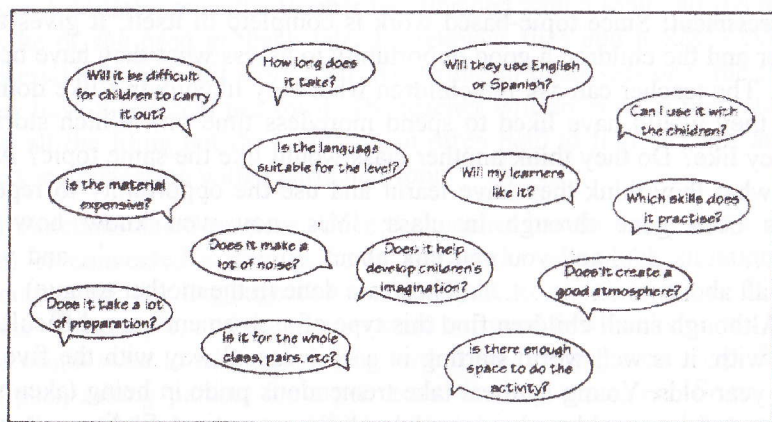 Will it be difficult
for children to carry
it out?
How long does
it take?
Will they use English
or Spanish?
Can I use it with
the children?
Is the language
suitable for the level?
Is the material
expensive?
Will my learners
like it?
Which skills does
it practise?
Does it make a
lot of noise?
Does it help
develop children's
imagination?
Does it create a
good atmosphere?
Does it take a lot
of preparation?
Is it for the whole
class, pairs, etc?
Is there enough
space to do the
activity?